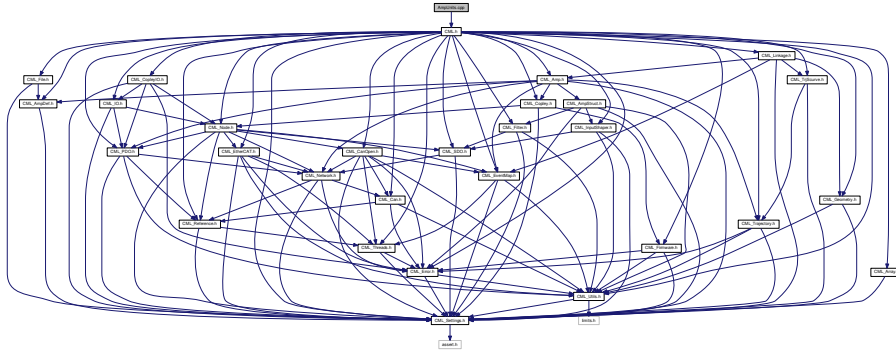 AmpUnits.cpp
CML.h
CML_Linkage.h
CML_File.h
CML_CopleyIO.h
CML_Amp.h
CML_TrjSource.h
CML_AmpDef.h
CML_IO.h
CML_Copley.h
CML_AmpStruct.h
CML_Node.h
CML_Filter.h
CML_InputShaper.h
CML_PDO.h
CML_EtherCAT.h
CML_CanOpen.h
CML_SDO.h
CML_Network.h
CML_EventMap.h
CML_Can.h
CML_Geometry.h
CML_Reference.h
CML_Trajectory.h
CML_Threads.h
CML_Firmware.h
CML_Error.h
CML_Array.h
CML_Utils.h
CML_Settings.h
limits.h
assert.h